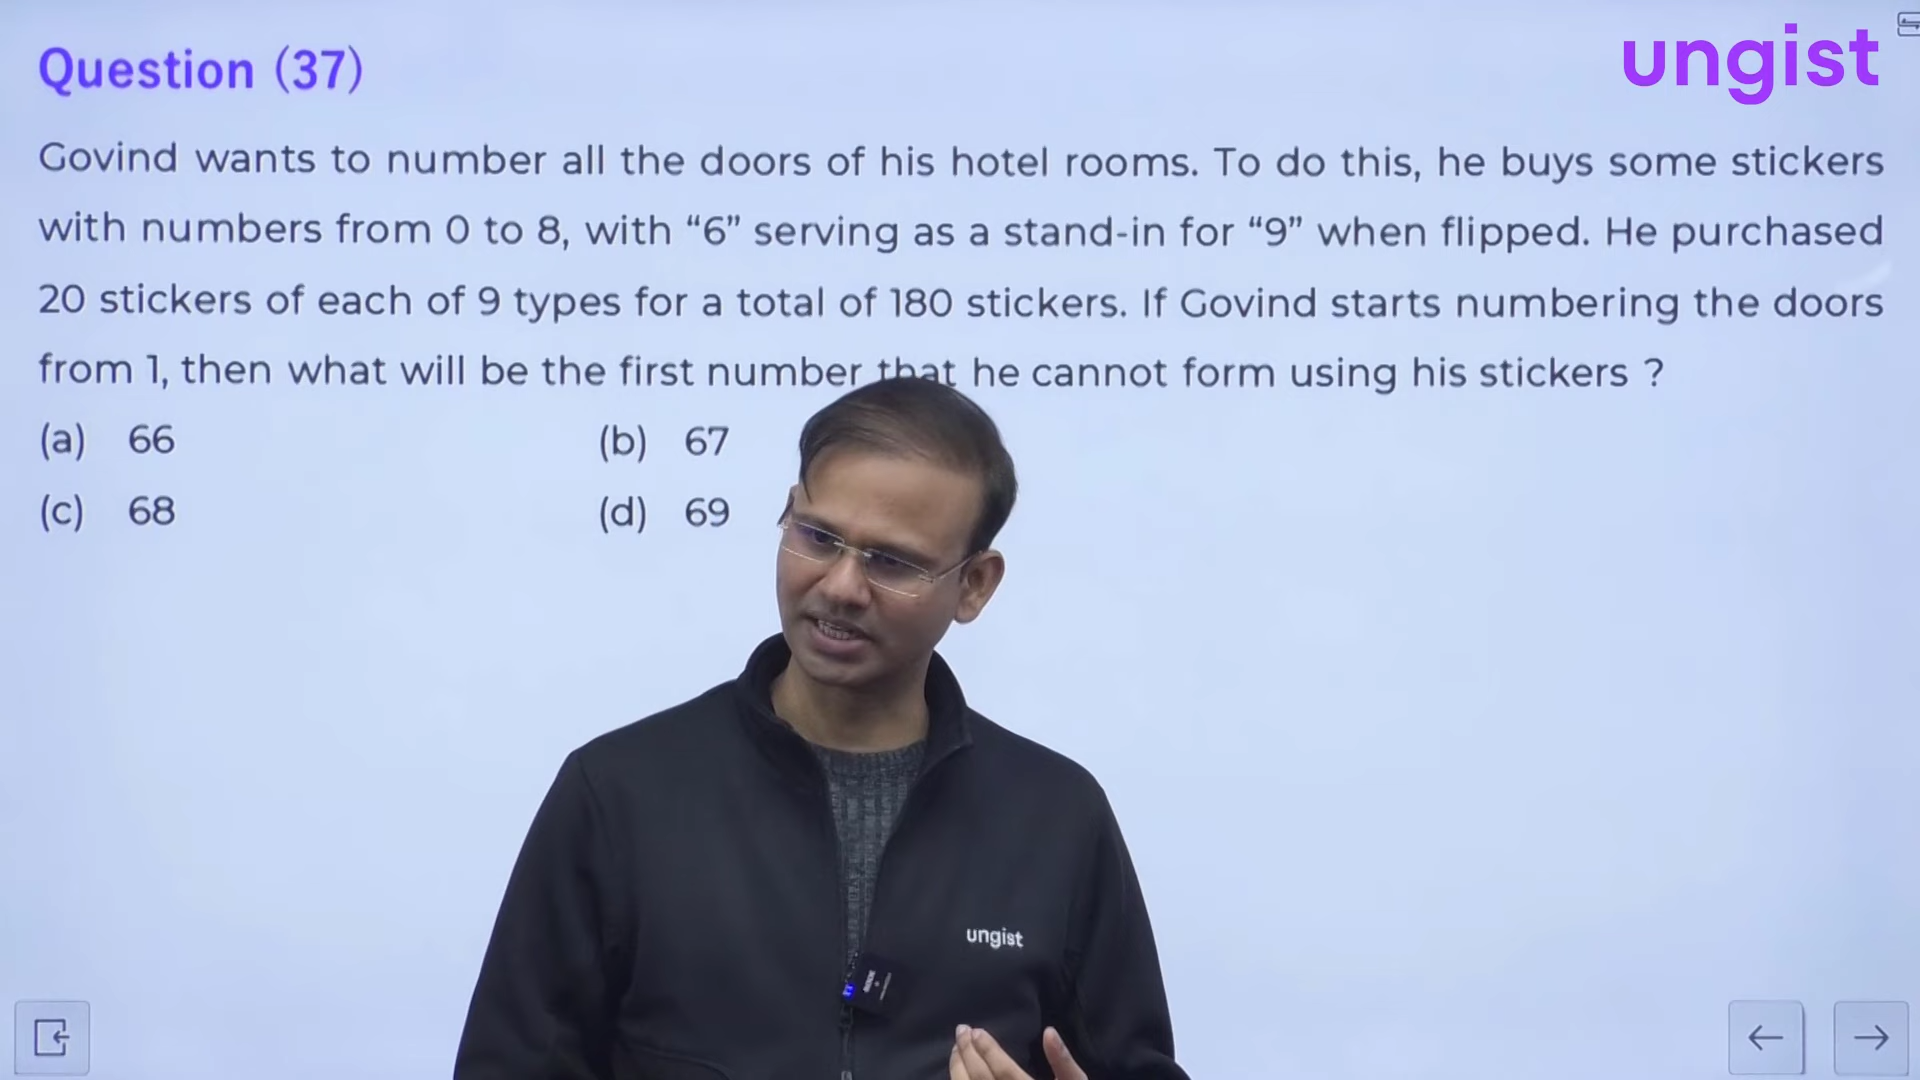 Question (37)
ungist
Govind wants to number all the doors of his hotel rooms. To do this, he buys some stickers
with numbers from 0 to 8, with “6” serving as a stand-in for “9” when flipped. He purchased
20 stickers of each of 9 types for a total of 180 stickers. If Govind starts numbering the doors
from 1, then what will be the first number that he cannot form using his stickers ?
(a) 66
(b) 67
(c) 68
(d) 69
ungist